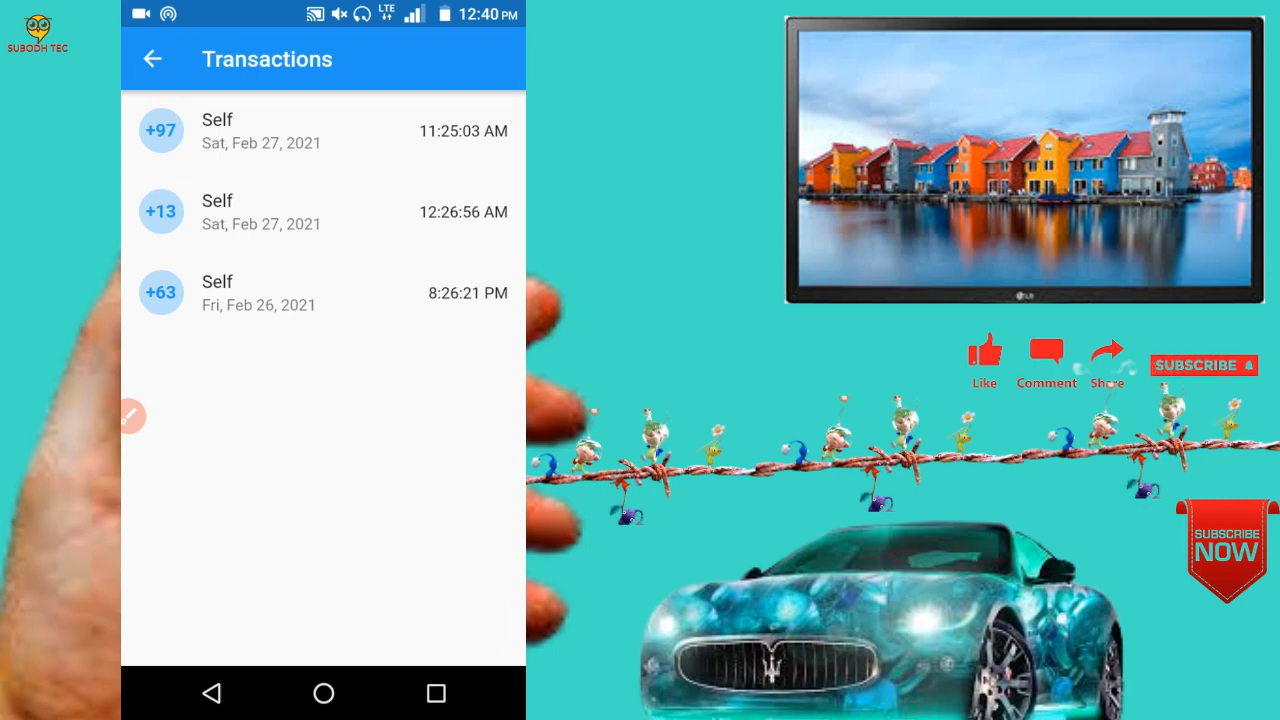 SUBODH TEC
LTE
12:40 PM
Transactions
+97
Self
Sat, Feb 27, 2021
11:25:03 AM
+13
Self
Sat, Feb 27, 2021
12:26:56 AM
+63
Self
Fri, Feb 26, 2021
8:26:21 PM
LG
Like
Comment
Share
SUBSCRIBE
SUBSCRIBE
NOW